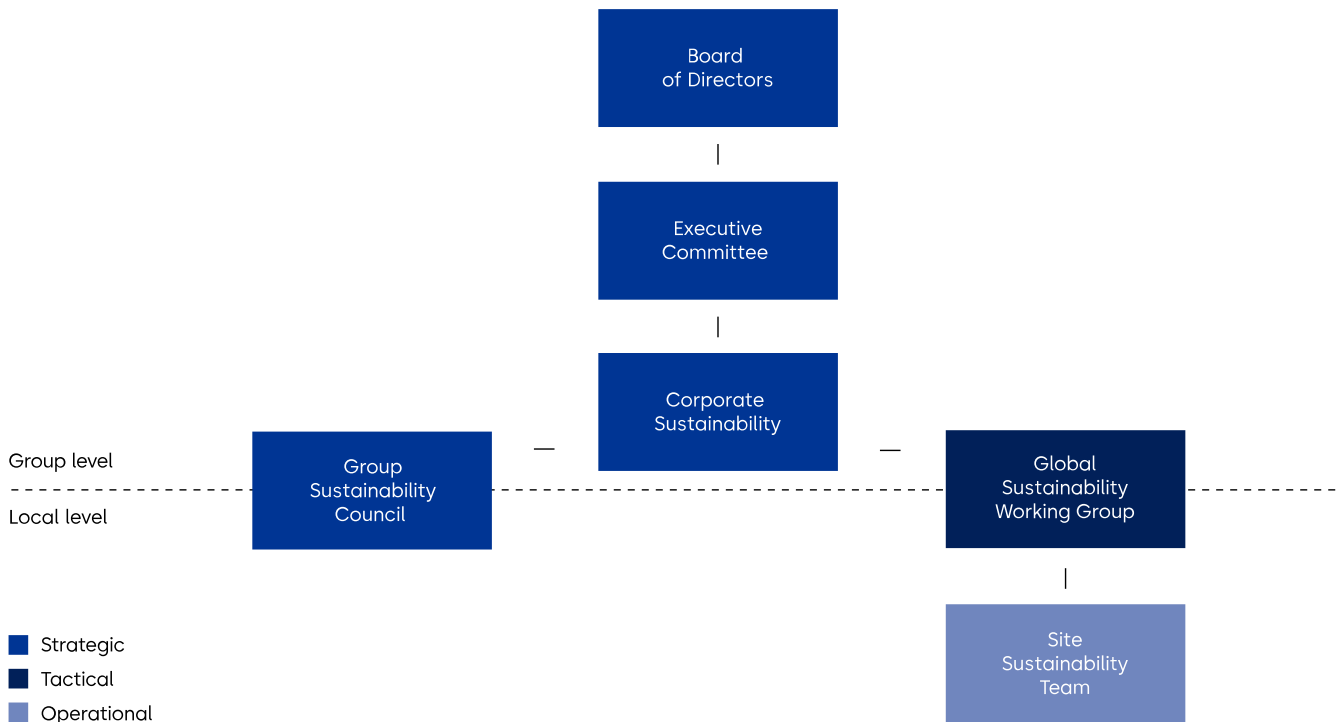 Board
of Directors
Executive
Committee
Corporate
Sustainability
Group level
Local level
Group
Sustainability
Council
Global
Sustainability
Working Group
Site
Sustainability
Team
Strategic
Tactical
Operational